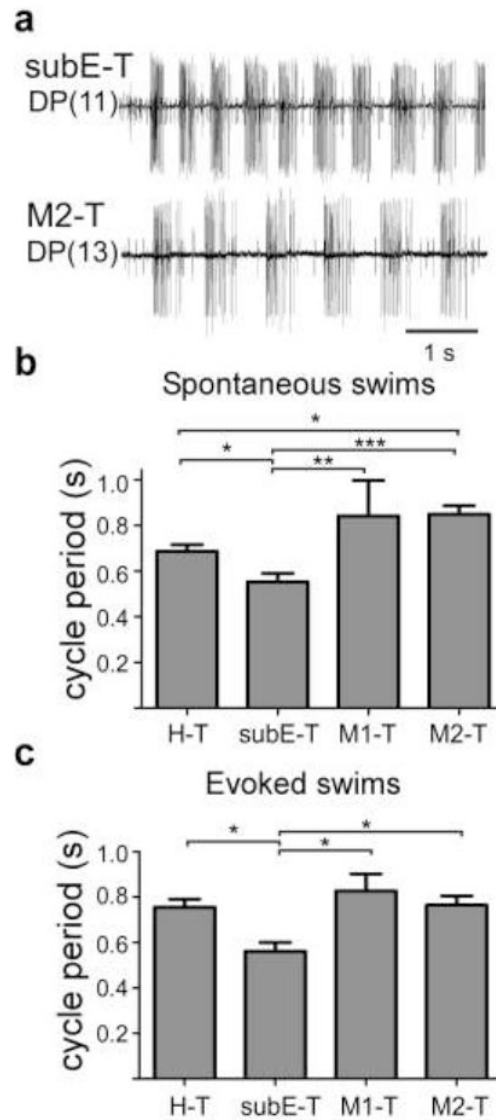 a
subE-T
DP(11)
M2-T
DP(13)
1 s
b
Spontaneous swims
*
* ***
**
cycle period (s)
1.0
0.8
0.6
0.4
0.2
H-T subE-T M1-T M2-T
c
Evoked swims
* *
*
cycle period (s)
1.0
0.8
0.6
0.4
0.2
H-T subE-T M1-T M2-T